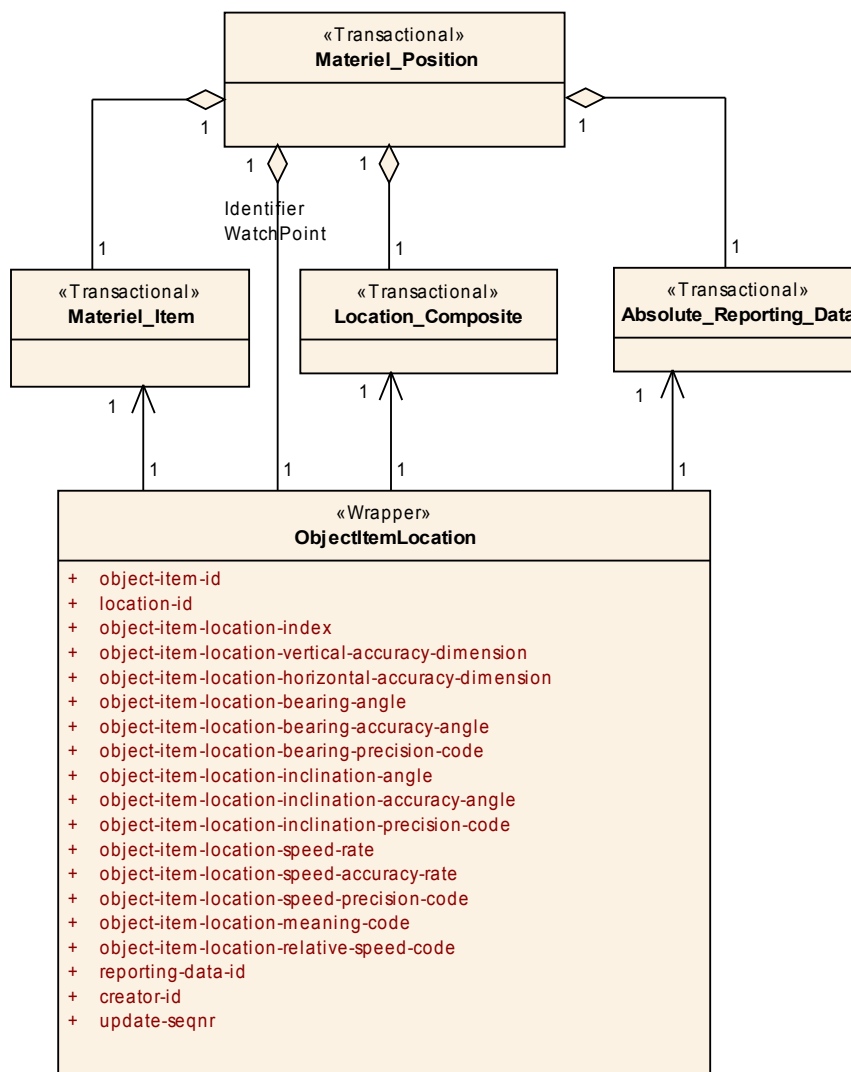 «Transactional»
Materiel_Position
1
1
1
1
Identifier
WatchPoint
1
1
1
«Transactional»
Materiel_Item
«Transactional»
Location_Composite
«Transactional»
Absolute_Reporting_Data
1
1
1
1
1
1
1
«Wrapper»
ObjectItemLocation
+ object-item-id
+ location-id
+ object-item-location-index
+ object-item-location-vertical-accuracy-dimension
+ object-item-location-horizontal-accuracy-dimension
+ object-item-location-bearing-angle
+ object-item-location-bearing-accuracy-angle
+ object-item-location-bearing-precision-code
+ object-item-location-inclination-angle
+ object-item-location-inclination-accuracy-angle
+ object-item-location-inclination-precision-code
+ object-item-location-speed-rate
+ object-item-location-speed-accuracy-rate
+ object-item-location-speed-precision-code
+ object-item-location-meaning-code
+ object-item-location-relative-speed-code
+ reporting-data-id
+ creator-id
+ update-seqnr